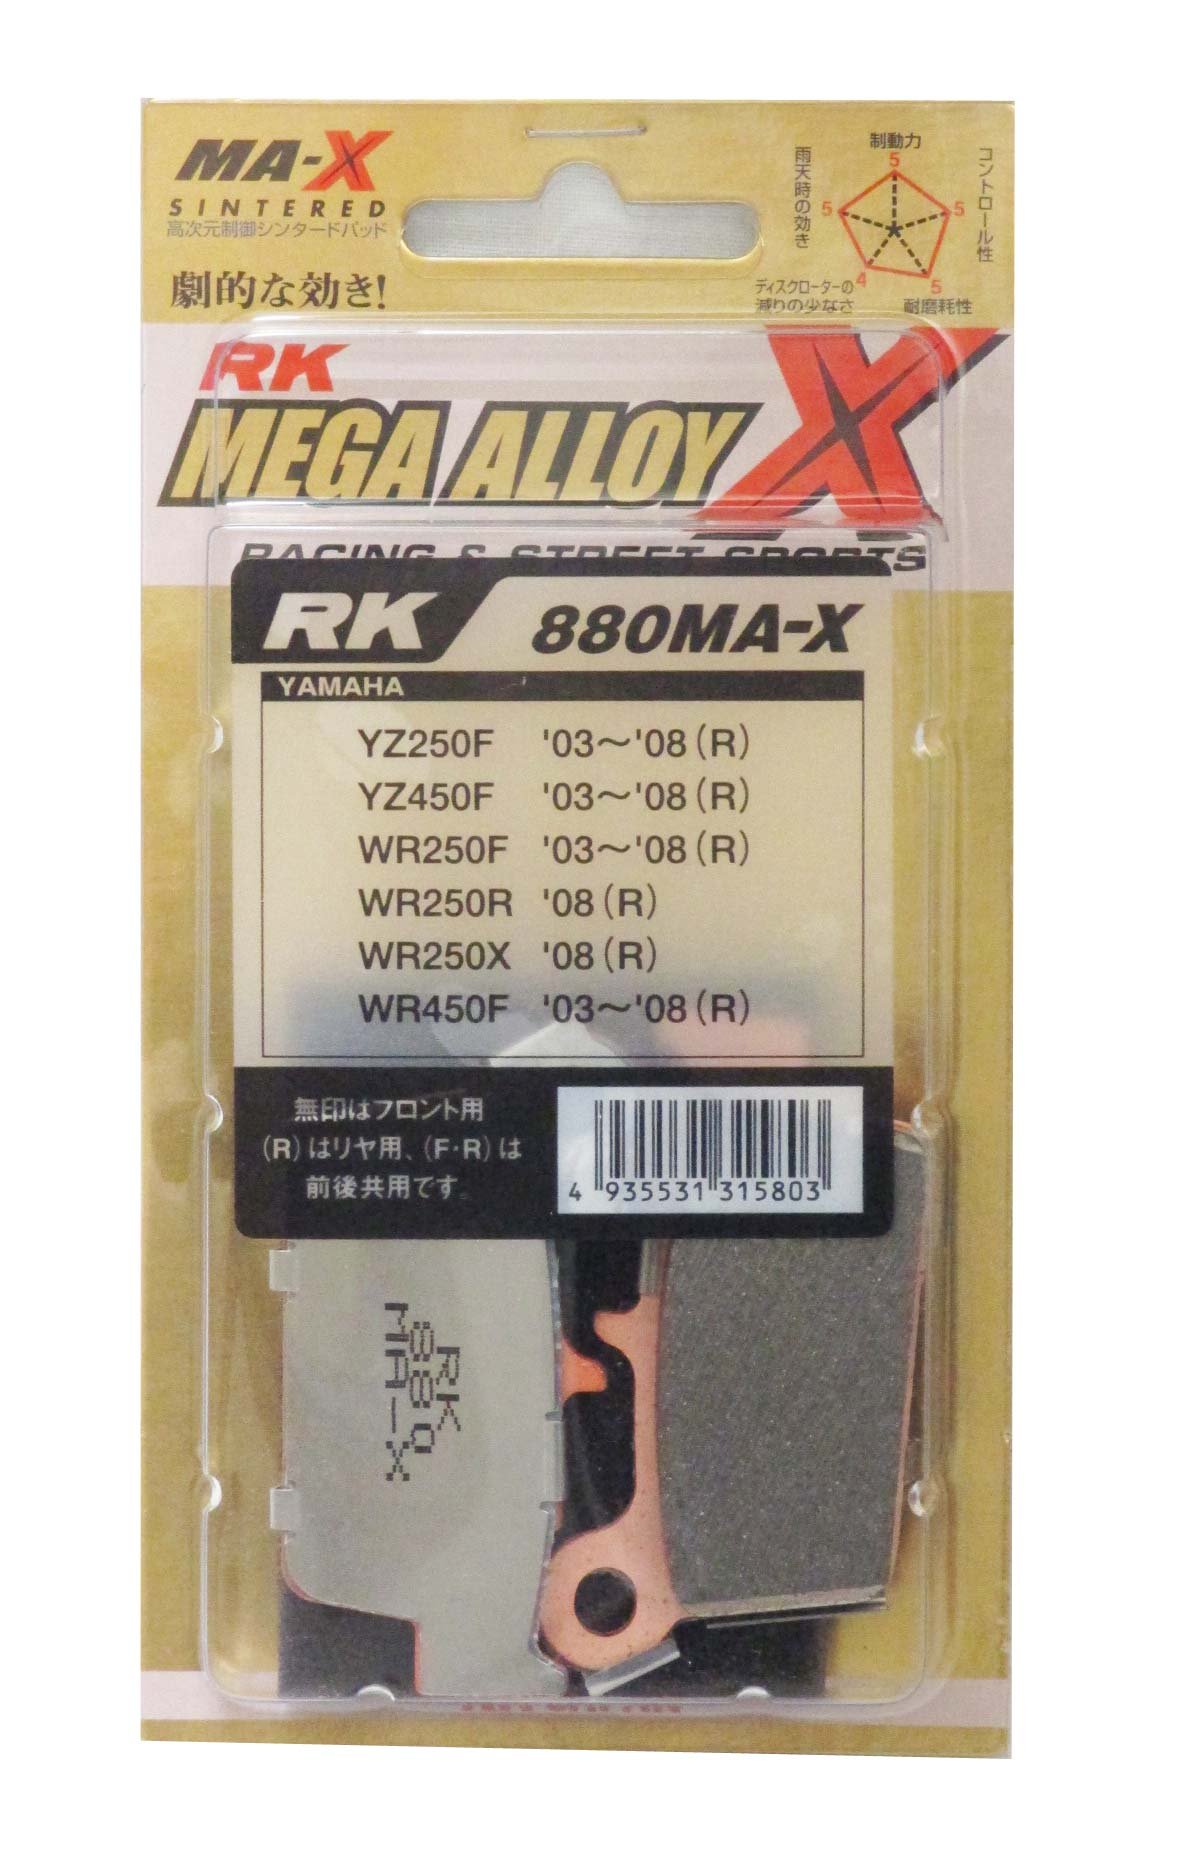 MA-X
SINTERED
高次元制御シンタードパッド
劇的な効き!
制動力
5
コントロール性
5
雨天時の効き
5
ディスクローターの
減りの少なさ
4
5
耐磨耗性
RK
MEGA ALLOY X
RACING & STREET SPORTS
RK 880MA-X
YAMAHA
YZ250F '03～'08 (R)
YZ450F '03～'08 (R)
WR250F '03～'08 (R)
WR250R '08 (R)
WR250X '08 (R)
WR450F '03～'08 (R)
無印はフロント用
(R)はリヤ用、(F・R)は
前後共用です。
4 935531 315803
RK
880
MA-X